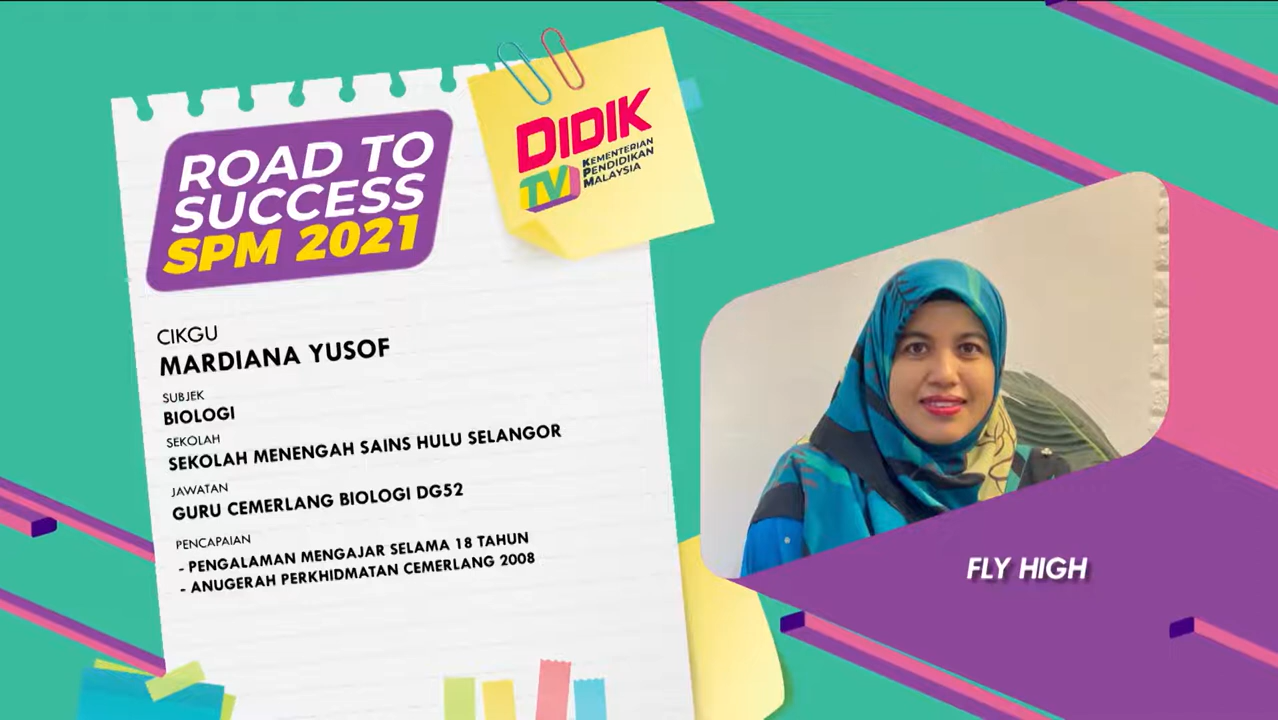 ROAD TO
SUCCESS
SPM 2021
DIDIK
TV
KEMENTERIAN
PENDIDIKAN
MALAYSIA
CIKGU
MARDIANA YUSOF
SUBJEK
BIOLOGI
SEKOLAH
SEKOLAH MENENGAH SAINS HULU SELANGOR
JAWATAN
GURU CEMERLANG BIOLOGI DG52
PENCAPAIAN
- PENGALAMAN MENGAJAR SELAMA 18 TAHUN
- ANUGERAH PERKHIDMATAN CEMERLANG 2008
FLY HIGH